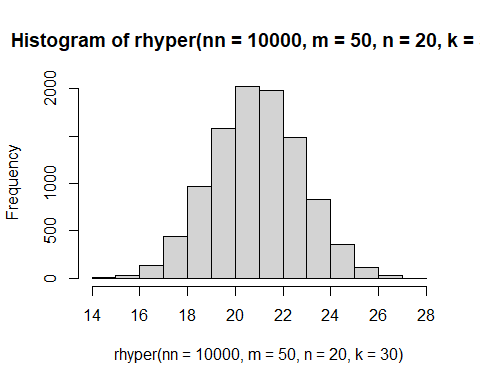 Histogram of rhyper(nn = 10000, m = 50, n = 20, k =
2000
1000
500
0
Frequency
14 16 18 20 22 24 26 28
rhyper(nn = 10000, m = 50, n = 20, k = 30)